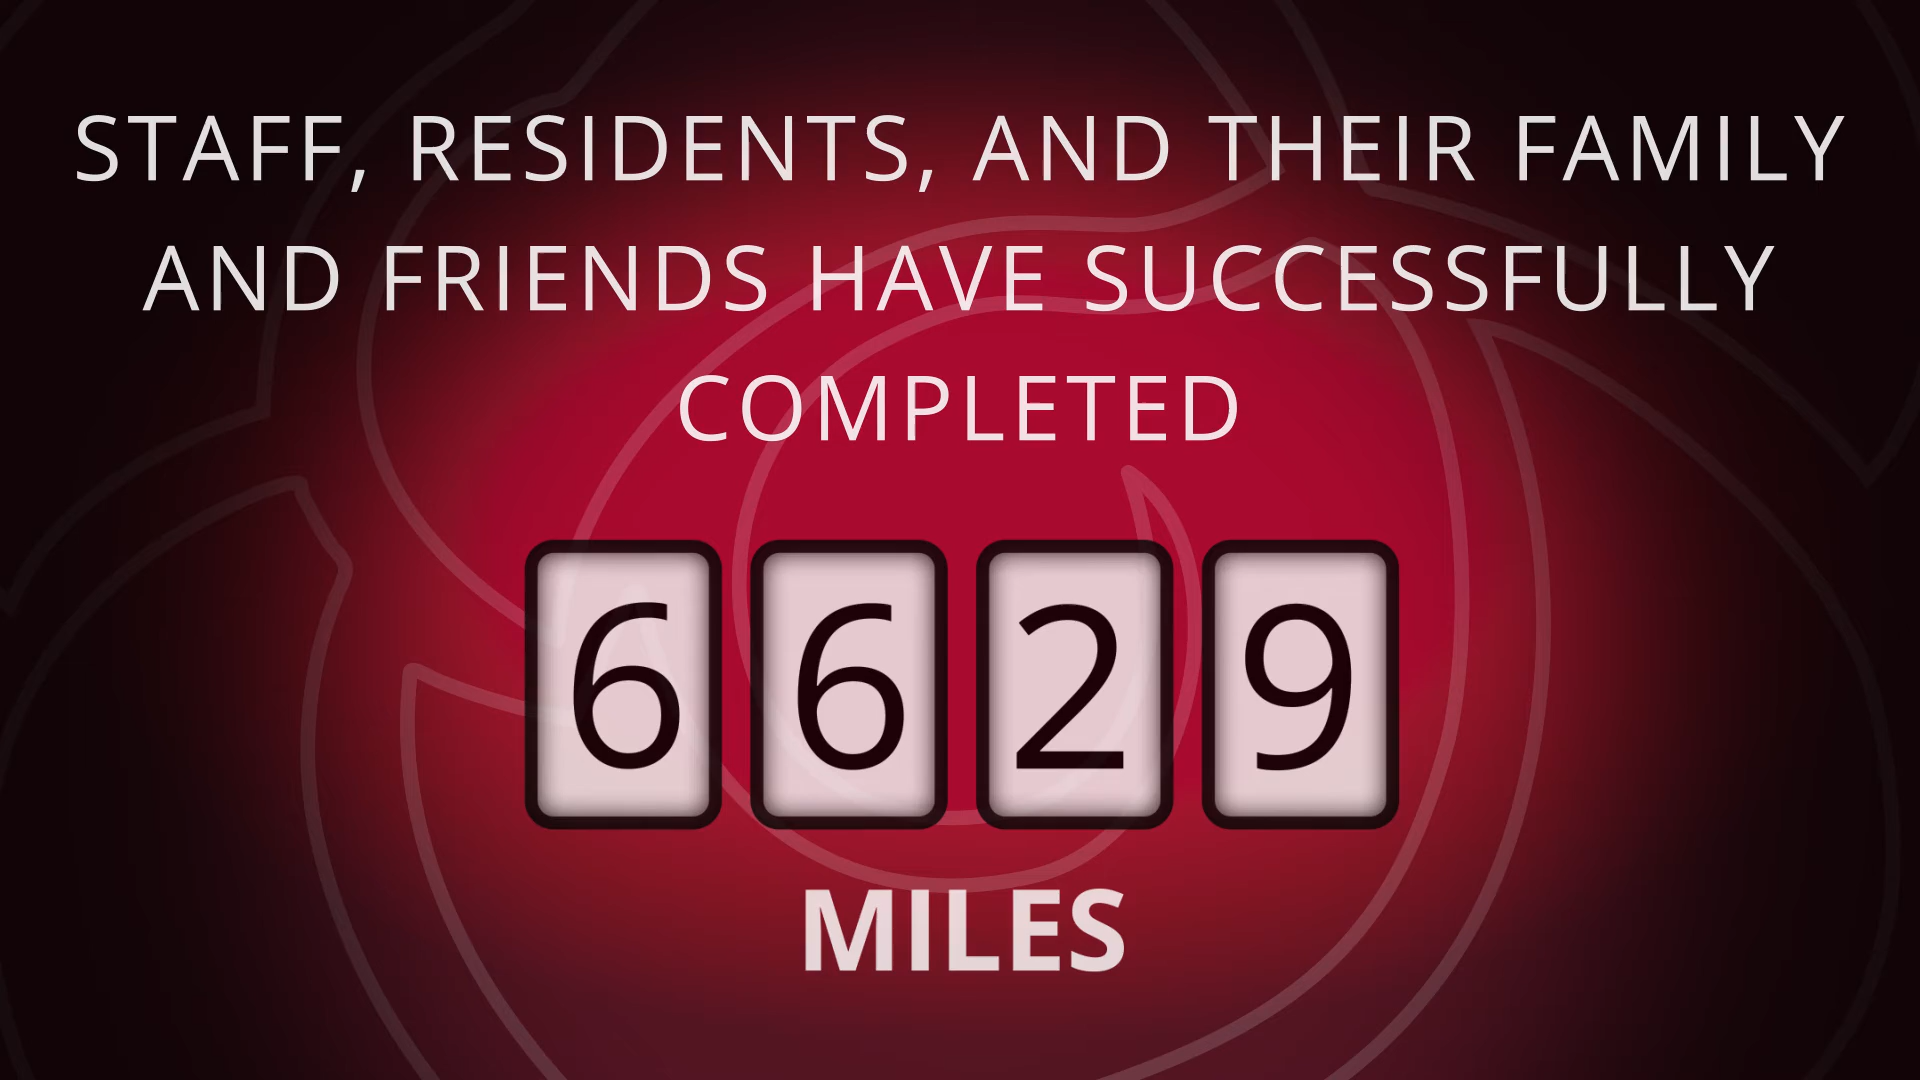 STAFF, RESIDENTS, AND THEIR FAMILY
AND FRIENDS HAVE SUCCESSFULLY
COMPLETED
6629
MILES